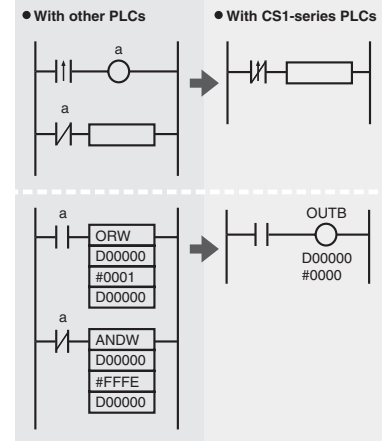 ● With other PLCs
● With CS1-series PLCs
a
a
a
ORW
D00000
#0001
D00000
a
ANDW
D00000
#FFFE
D00000
OUTB
D00000
#0000